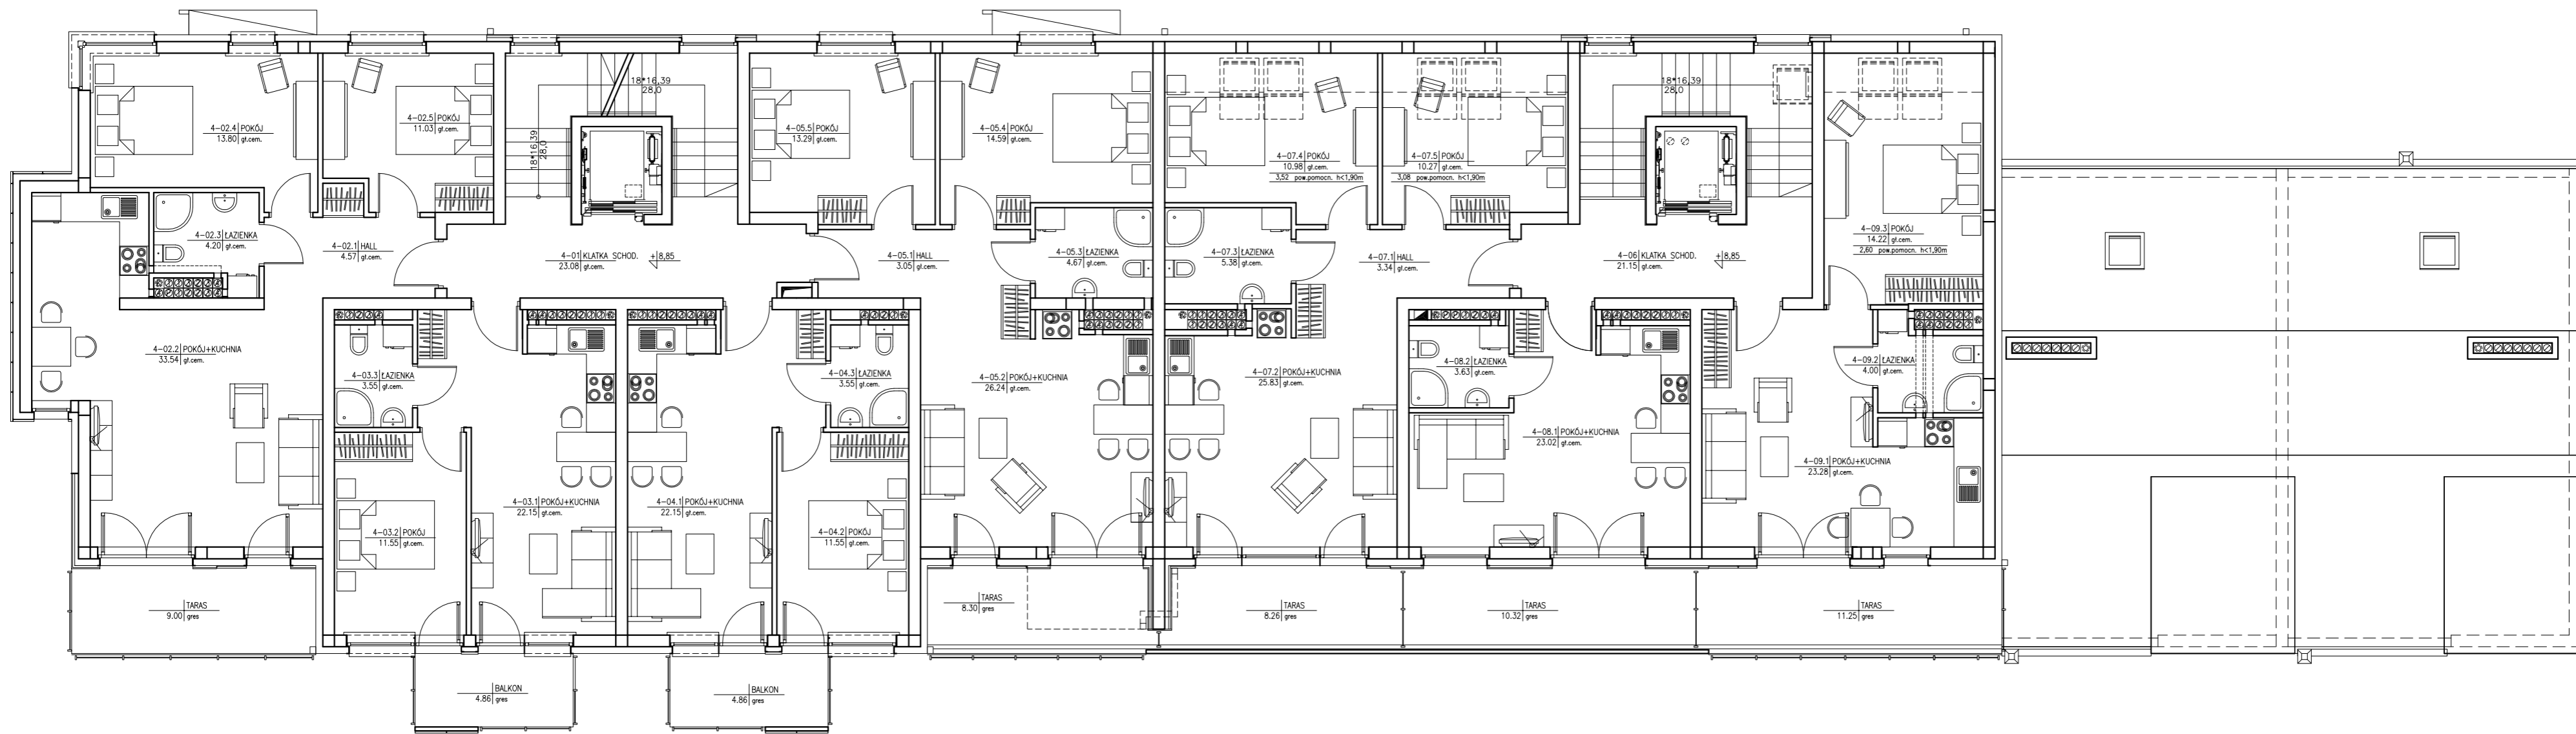 18*16,39
28,0
18*16,39
28,0
18*16,39
28,0
4-02.4 POKÓJ
13.80 gt.cem.
4-02.5 POKÓJ
11.03 gt.cem.
4-05.5 POKÓJ
13.29 gt.cem.
4-05.4 POKÓJ
14.59 gt.cem.
4-07.4 POKÓJ
10.98 gt.cem.
3,52 pow.pomocn. h<1,90m
4-07.5 POKÓJ
10.27 gt.cem.
3,08 pow.pomocn. h<1,90m
4-09.3 POKÓJ
14.22 gt.cem.
2,60 pow.pomocn. h<1,90m
4-02.3 ŁAZIENKA
4.20 gt.cem.
4-02.1 HALL
4.57 gt.cem.
4-01 KLATKA SCHOD.
23.08 gt.cem.
+8,85
4-05.1 HALL
3.05 gt.cem.
4-05.3 ŁAZIENKA
4.67 gt.cem.
4-07.3 ŁAZIENKA
5.38 gt.cem.
4-07.1 HALL
3.34 gt.cem.
4-06 KLATKA SCHOD.
21.15 gt.cem.
+8,85
4-02.2 POKÓJ+KUCHNIA
33.54 gt.cem.
4-03.3 ŁAZIENKA
3.55 gt.cem.
4-04.3 ŁAZIENKA
3.55 gt.cem.
4-05.2 POKÓJ+KUCHNIA
26.24 gt.cem.
4-07.2 POKÓJ+KUCHNIA
25.83 gt.cem.
4-08.2 ŁAZIENKA
3.63 gt.cem.
4-09.2 ŁAZIENKA
4.00 gt.cem.
4-08.1 POKÓJ+KUCHNIA
23.02 gt.cem.
4-09.1 POKÓJ+KUCHNIA
23.28 gt.cem.
4-03.2 POKÓJ
11.55 gt.cem.
4-03.1 POKÓJ+KUCHNIA
22.15 gt.cem.
4-04.1 POKÓJ+KUCHNIA
22.15 gt.cem.
4-04.2 POKÓJ
11.55 gt.cem.
TARAS
9.00 gres
TARAS
8.30 gres
TARAS
8.26 gres
TARAS
10.32 gres
TARAS
11.25 gres
BALKON
4.86 gres
BALKON
4.86 gres